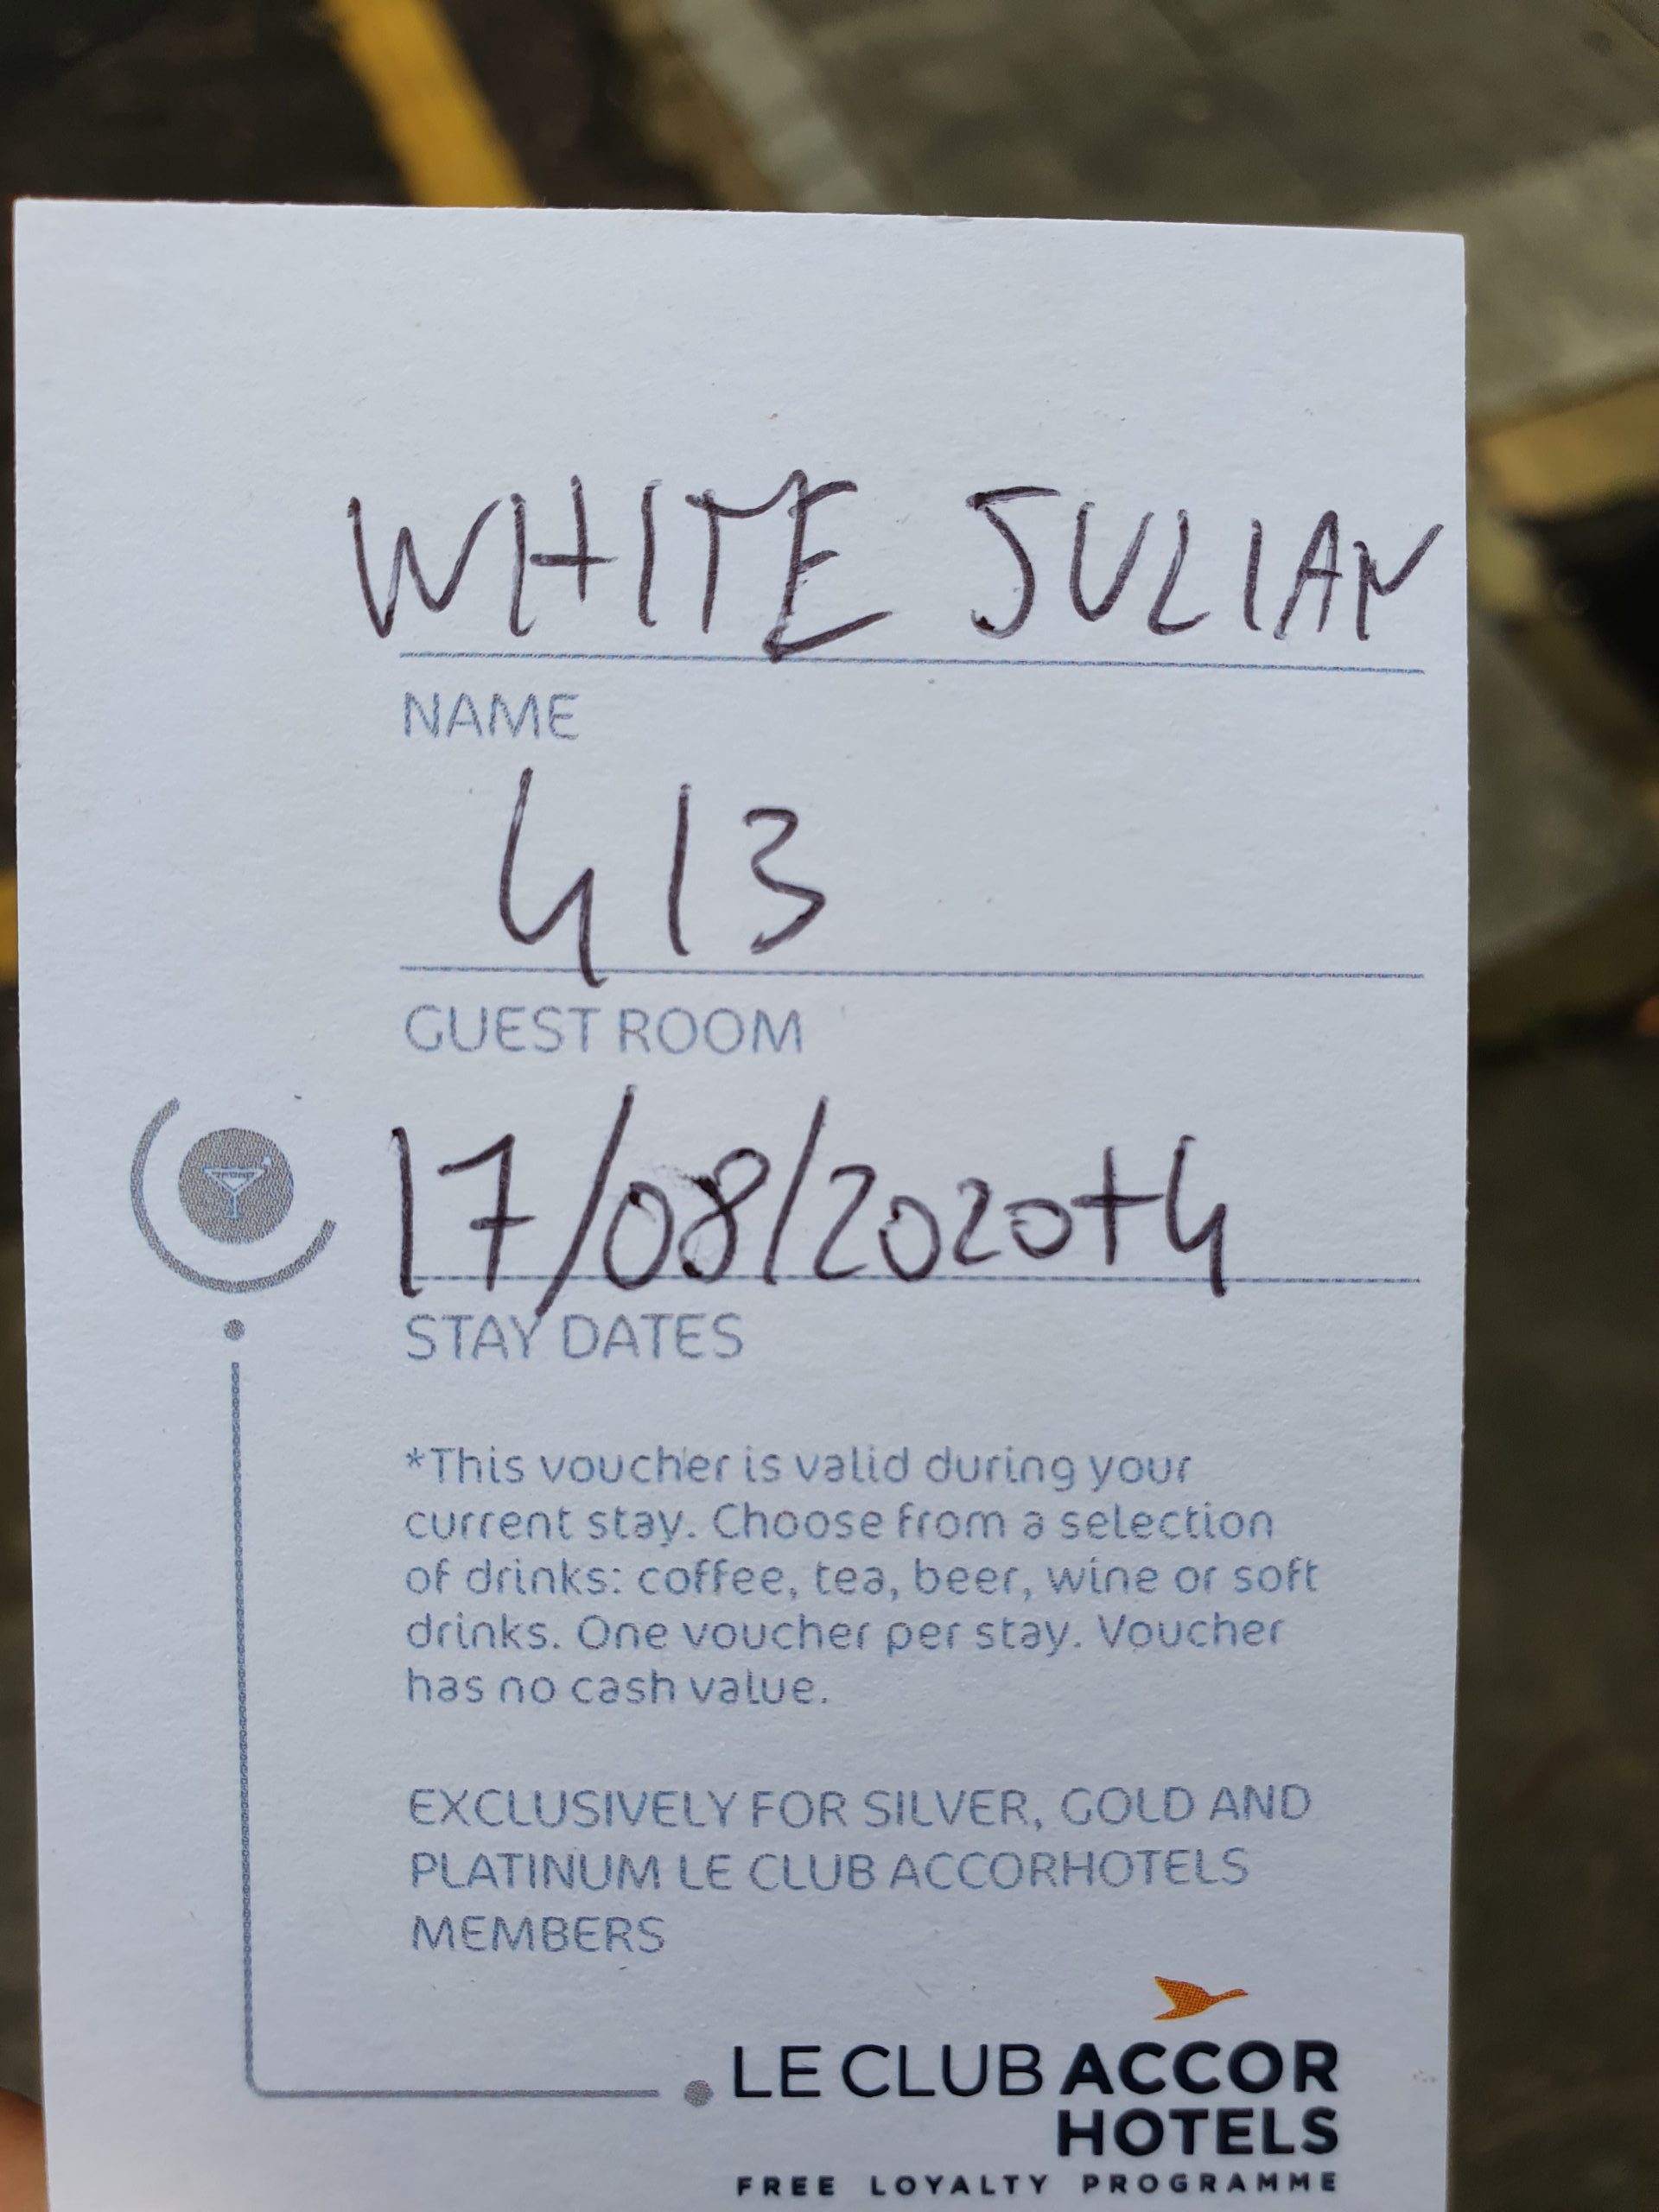 WHITE JULIAN
NAME
413
GUEST ROOM
17/08/2020+4
STAY DATES
*This voucher is valid during your
current stay. Choose from a selection
of drinks: coffee, tea, beer, wine or soft
drinks. One voucher per stay. Voucher
has no cash value.
EXCLUSIVELY FOR SILVER, GOLD AND
PLATINUM LE CLUB ACCORHOTELS
MEMBERS
LE CLUB ACCOR
HOTELS
FREE LOYALTY PROGRAMME